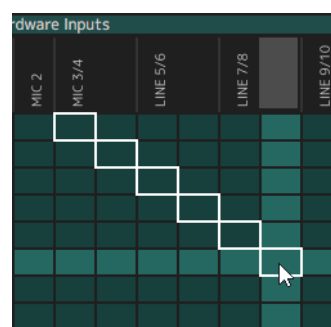 rdware Inputs
MIC 2
MIC 3/4
LINE 5/6
LINE 7/8
LINE 9/10